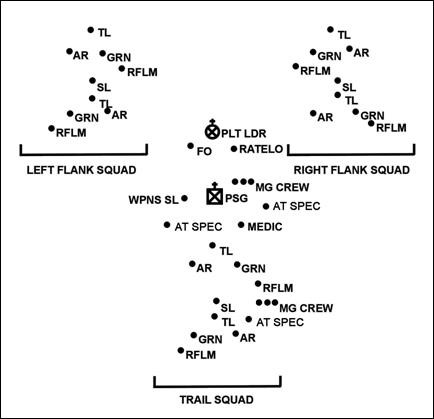 TL
AR
GRN
RFLM
SL
TL
GRN
AR
RFLM
LEFT FLANK SQUAD
TL
GRN
AR
RFLM
SL
TL
AR
GRN
RFLM
RIGHT FLANK SQUAD
PLT LDR
FO
RATELO
MG CREW
WPNS SL
PSG
AT SPEC
AT SPEC
MEDIC
TL
AR
GRN
RFLM
SL
MG CREW
TL
AT SPEC
GRN
AR
RFLM
TRAIL SQUAD